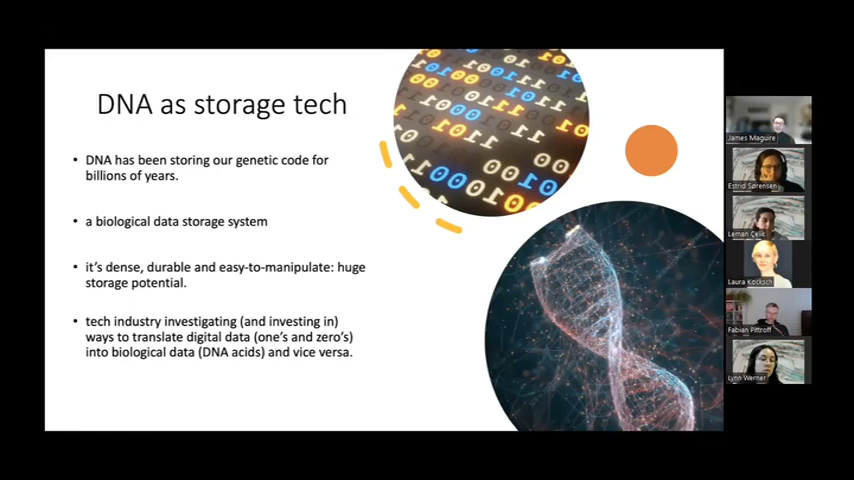 DNA as storage tech
• DNA has been storing our genetic code for
billions of years.
• a biological data storage system
• it's dense, durable and easy-to-manipulate: huge
storage potential.
• tech industry investigating (and investing in)
ways to translate digital data (one's and zero's)
into biological data (DNA acids) and vice versa.
James Maguire
Estrid Sørensen
Leman Çelik
Laura Kocksch
Fabian Pittroff
Lynn Werner